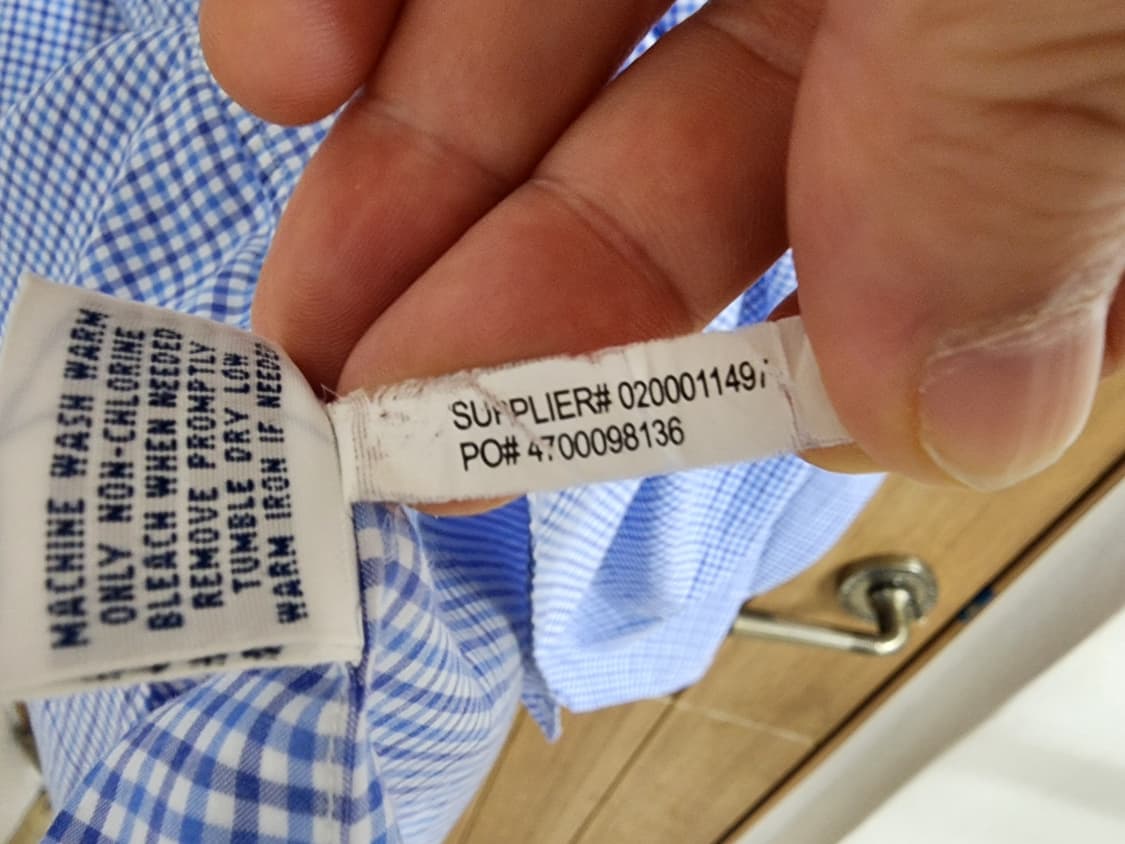 MACHINE WASH WARM
ONLY NON-CHLORINE
BLEACH WHEN NEEDED
REMOVE PROMPTLY
TUMBLE DRY LOW
WARM IRON IF NEEDED
SUPPLIER#
PO# 4700098136